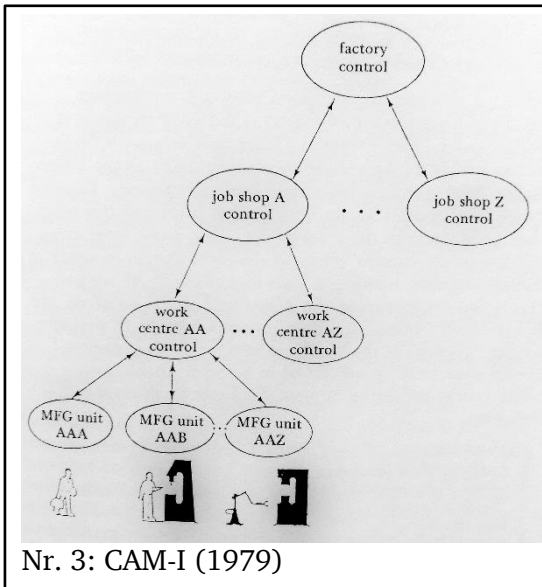 factory
control
job shop A
control
. . .
job shop Z
control
work
centre AA
control
...
work
centre AZ
control
MFG unit
AAA
MFG unit
AAB
...
MFG unit
AAZ
Nr. 3: CAM-I (1979)